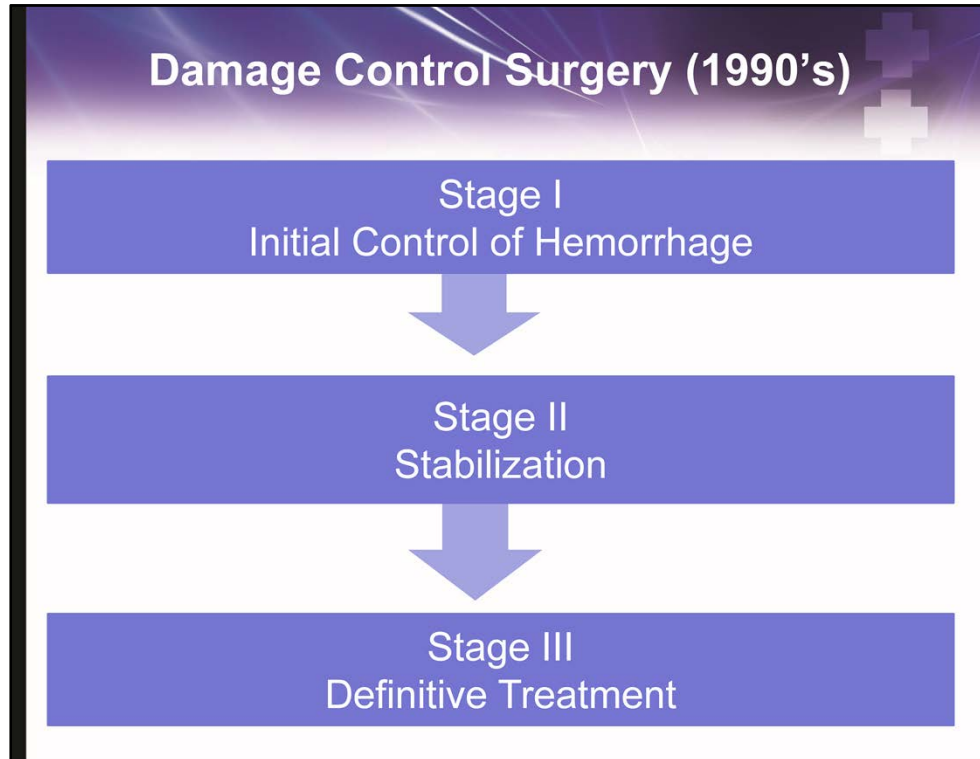 Damage Control Surgery (1990's)
Stage I
Initial Control of Hemorrhage
Stage II
Stabilization
Stage III
Definitive Treatment